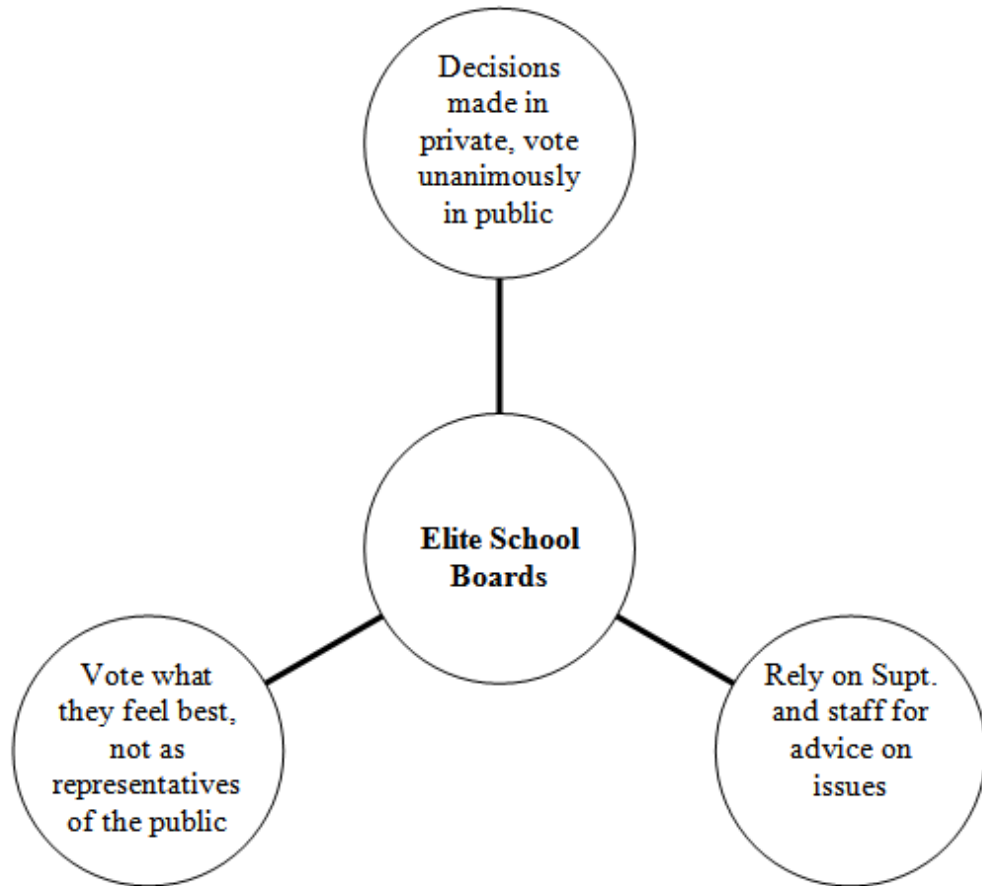 Decisions
made in
private, vote
unanimously
in public
Elite School
Boards
Vote what
they feel best,
not as
representatives
of the public
Rely on Supt.
and staff for
advice on
issues